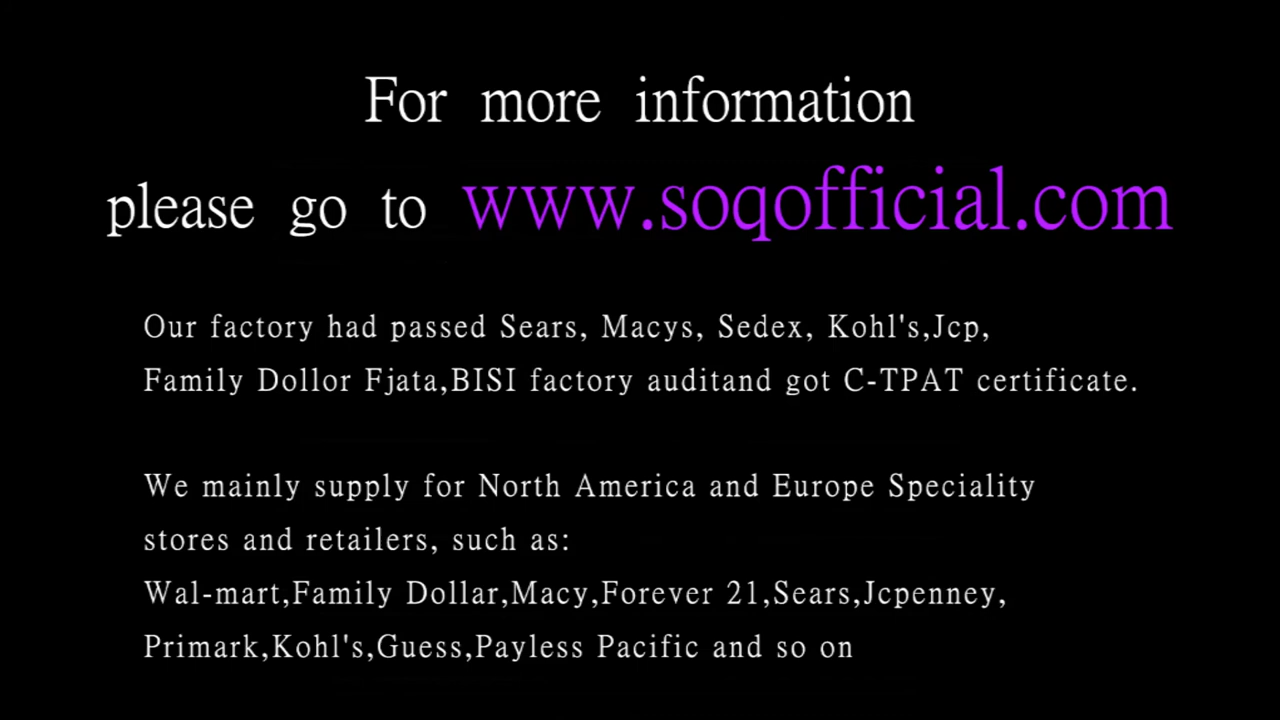 For more information
please go to www.soqofficial.com
Our factory had passed Sears, Macys, Sedex, Kohl's,Jcp,
Family Dollor Fjata,BISI factory auditand got C-TPAT certificate.
We mainly supply for North America and Europe Speciality
stores and retailers, such as:
Wal-mart,Family Dollar,Macy,Forever 21,Sears,Jcpenney,
Primark,Kohl's,Guess,Payless Pacific and so on